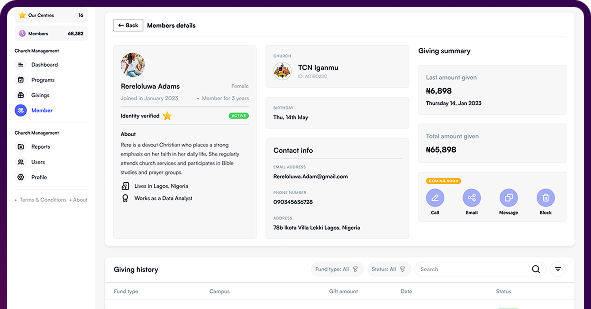 Our Centres 16
Members 68,383
Church Management
Dashboard
Programs
Givings
Member
Church Management
Reports
Users
Profile
• Terms & Conditions • About
← Back Members details
Rereloluwa Adams
Female
Joined in January 2023 • Member for 3 years
Identity verified ACTIVE
About
Rere is a devout Christian who places a strong
emphasis on her faith in her daily life. She regularly
attends church services and participates in Bible
studies and prayer groups.
Lives in Lagos, Nigeria
Works as a Data Analyst
CHURCH
TCN Iganmu
BIRTHDAY
Thu, 14th May
Contact info
EMAIL ADDRESS
Rereloluwa.Adam@gmail.com
PHONE NUMBER
090345636728
ADDRESS
78b Ikota Villa Lekki Lagos, Nigeria
Giving summary
Last amount given
₦6,898
Thursday 14, Jan 2023
Total amount given
₦65,898
COMING SOON
Call Email Message Block
Giving history
Fund type: All Status: All Search
Fund type Campus Gift amount Date Status